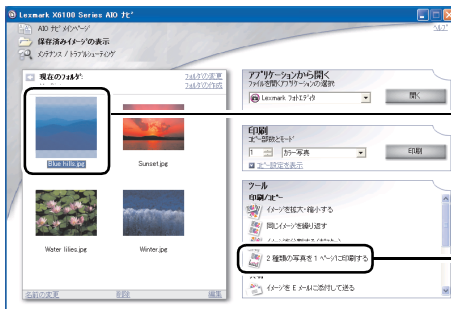 Lexmark X6100 Series AIO ナビ
AIO ナビ メインページ
ヘルプ
保存済みイメージの表示
メンテナンス / トラブルシューティング
現在のフォルダ:
フォルダの変更
フォルダの作成
Blue hills.jpg
Sunset.jpg
Water lilies.jpg
Winter.jpg
名前の変更
削除
編集
アプリケーションから開く
ファイルを開くアプリケーションの選択
Lexmark フォトエディタ
開く
印刷
コピー部数とモード
1
カラー写真
印刷
コピー設定を表示
ツール
印刷/コピー
イメージを拡大・縮小する
同じイメージを繰り返す
2 種類の写真を 1 ページに印刷する
イメージを E メールに添付して送る